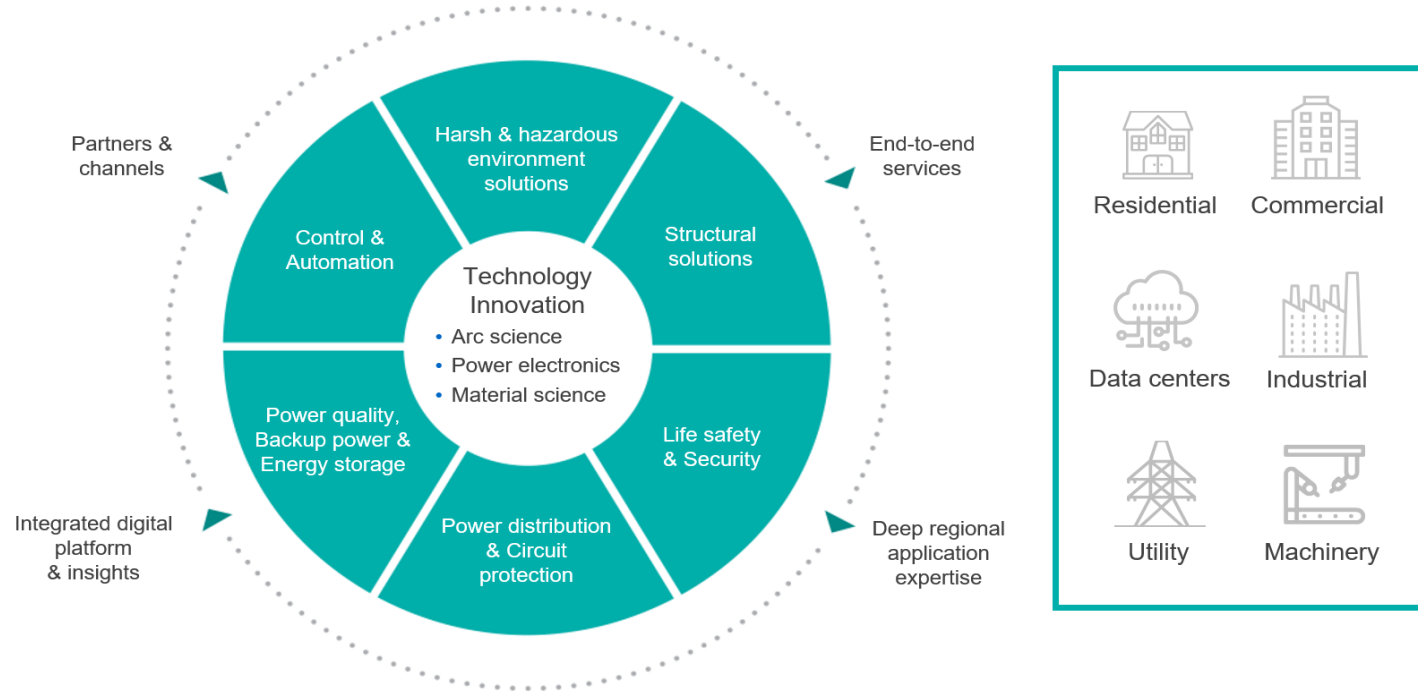 Partners &
channels
Harsh & hazardous
environment
solutions
End-to-end
services
Control &
Automation
Structural
solutions
Technology
Innovation
• Arc science
• Power electronics
• Material science
Power quality,
Backup power &
Energy storage
Life safety
& Security
Power distribution
& Circuit
protection
Integrated digital
platform
& insights
Deep regional
application
expertise
Residential
Commercial
Data centers
Industrial
Utility
Machinery